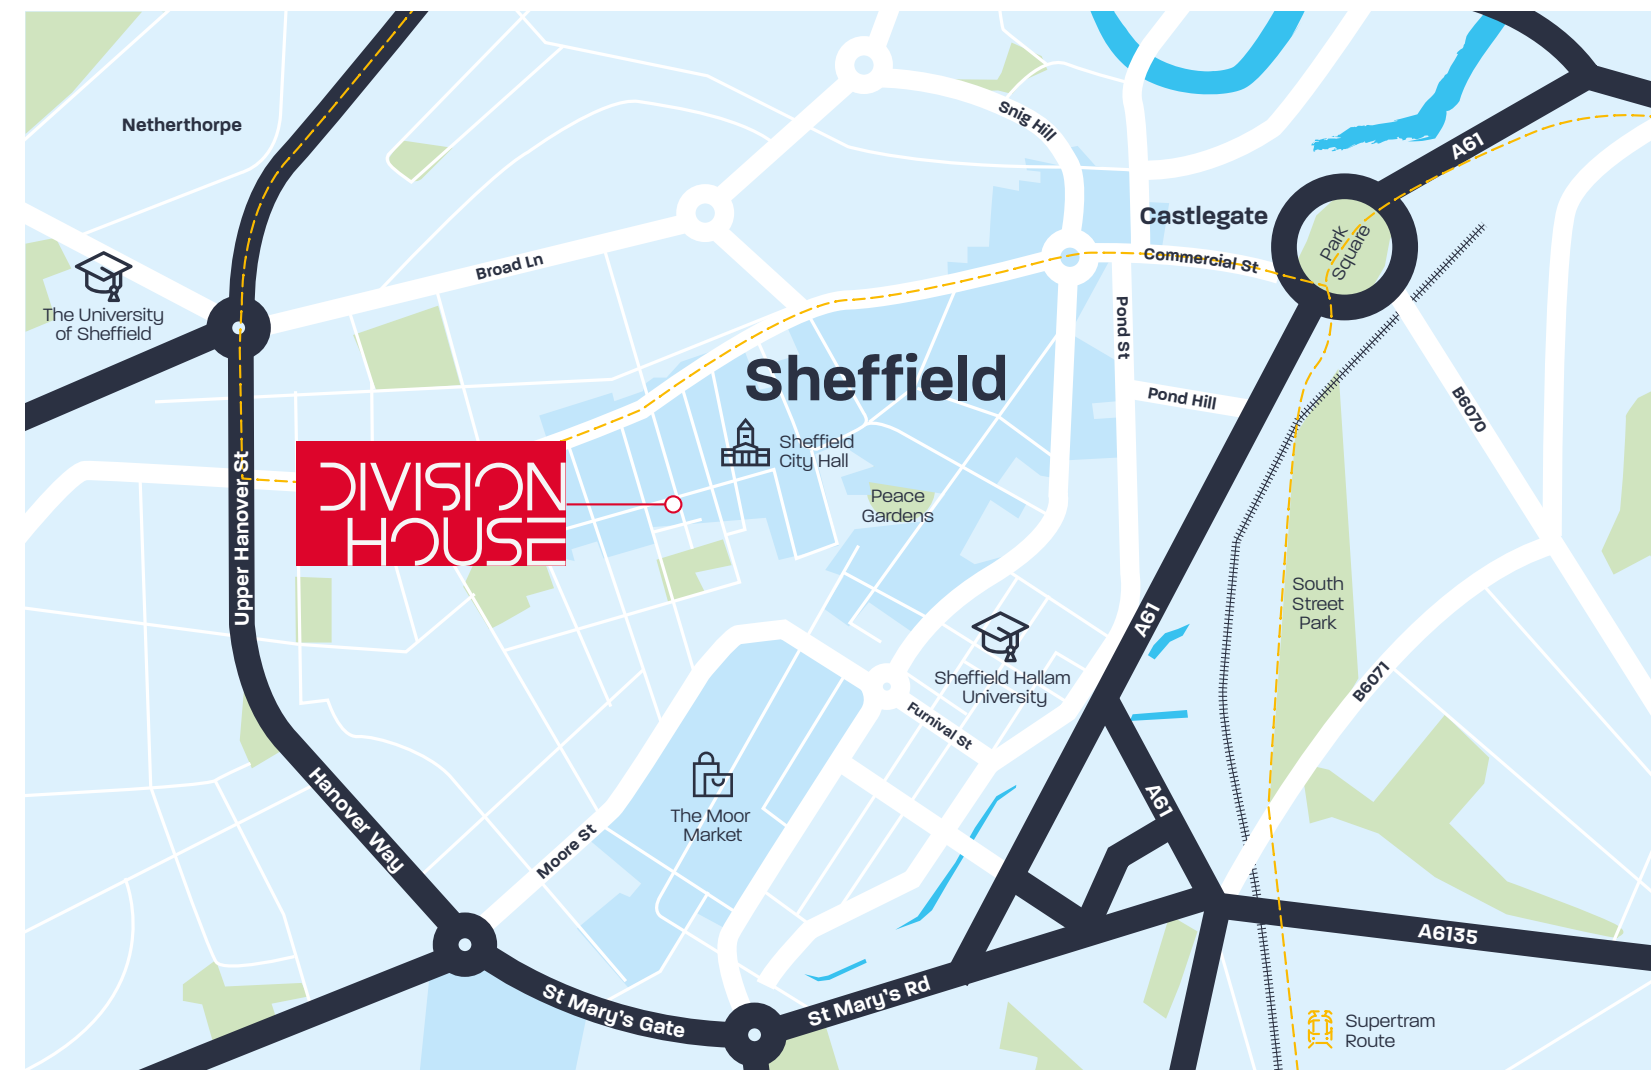 Netherthorpe
Snig Hill
A61
Castlegate
Park
Square
Commercial St
Broad Ln
The University
of Sheffield
Pond St
Sheffield
Pond Hill
B6070
Sheffield
City Hall
DIVISION
HOUSE
Upper Hanover St
Peace
Gardens
South
Street
Park
A61
Sheffield Hallam
University
B6071
Furnival St
Hanover Way
A61
The Moor
Market
Moore St
A6135
St Mary's Gate
St Mary's Rd
Supertram
Route